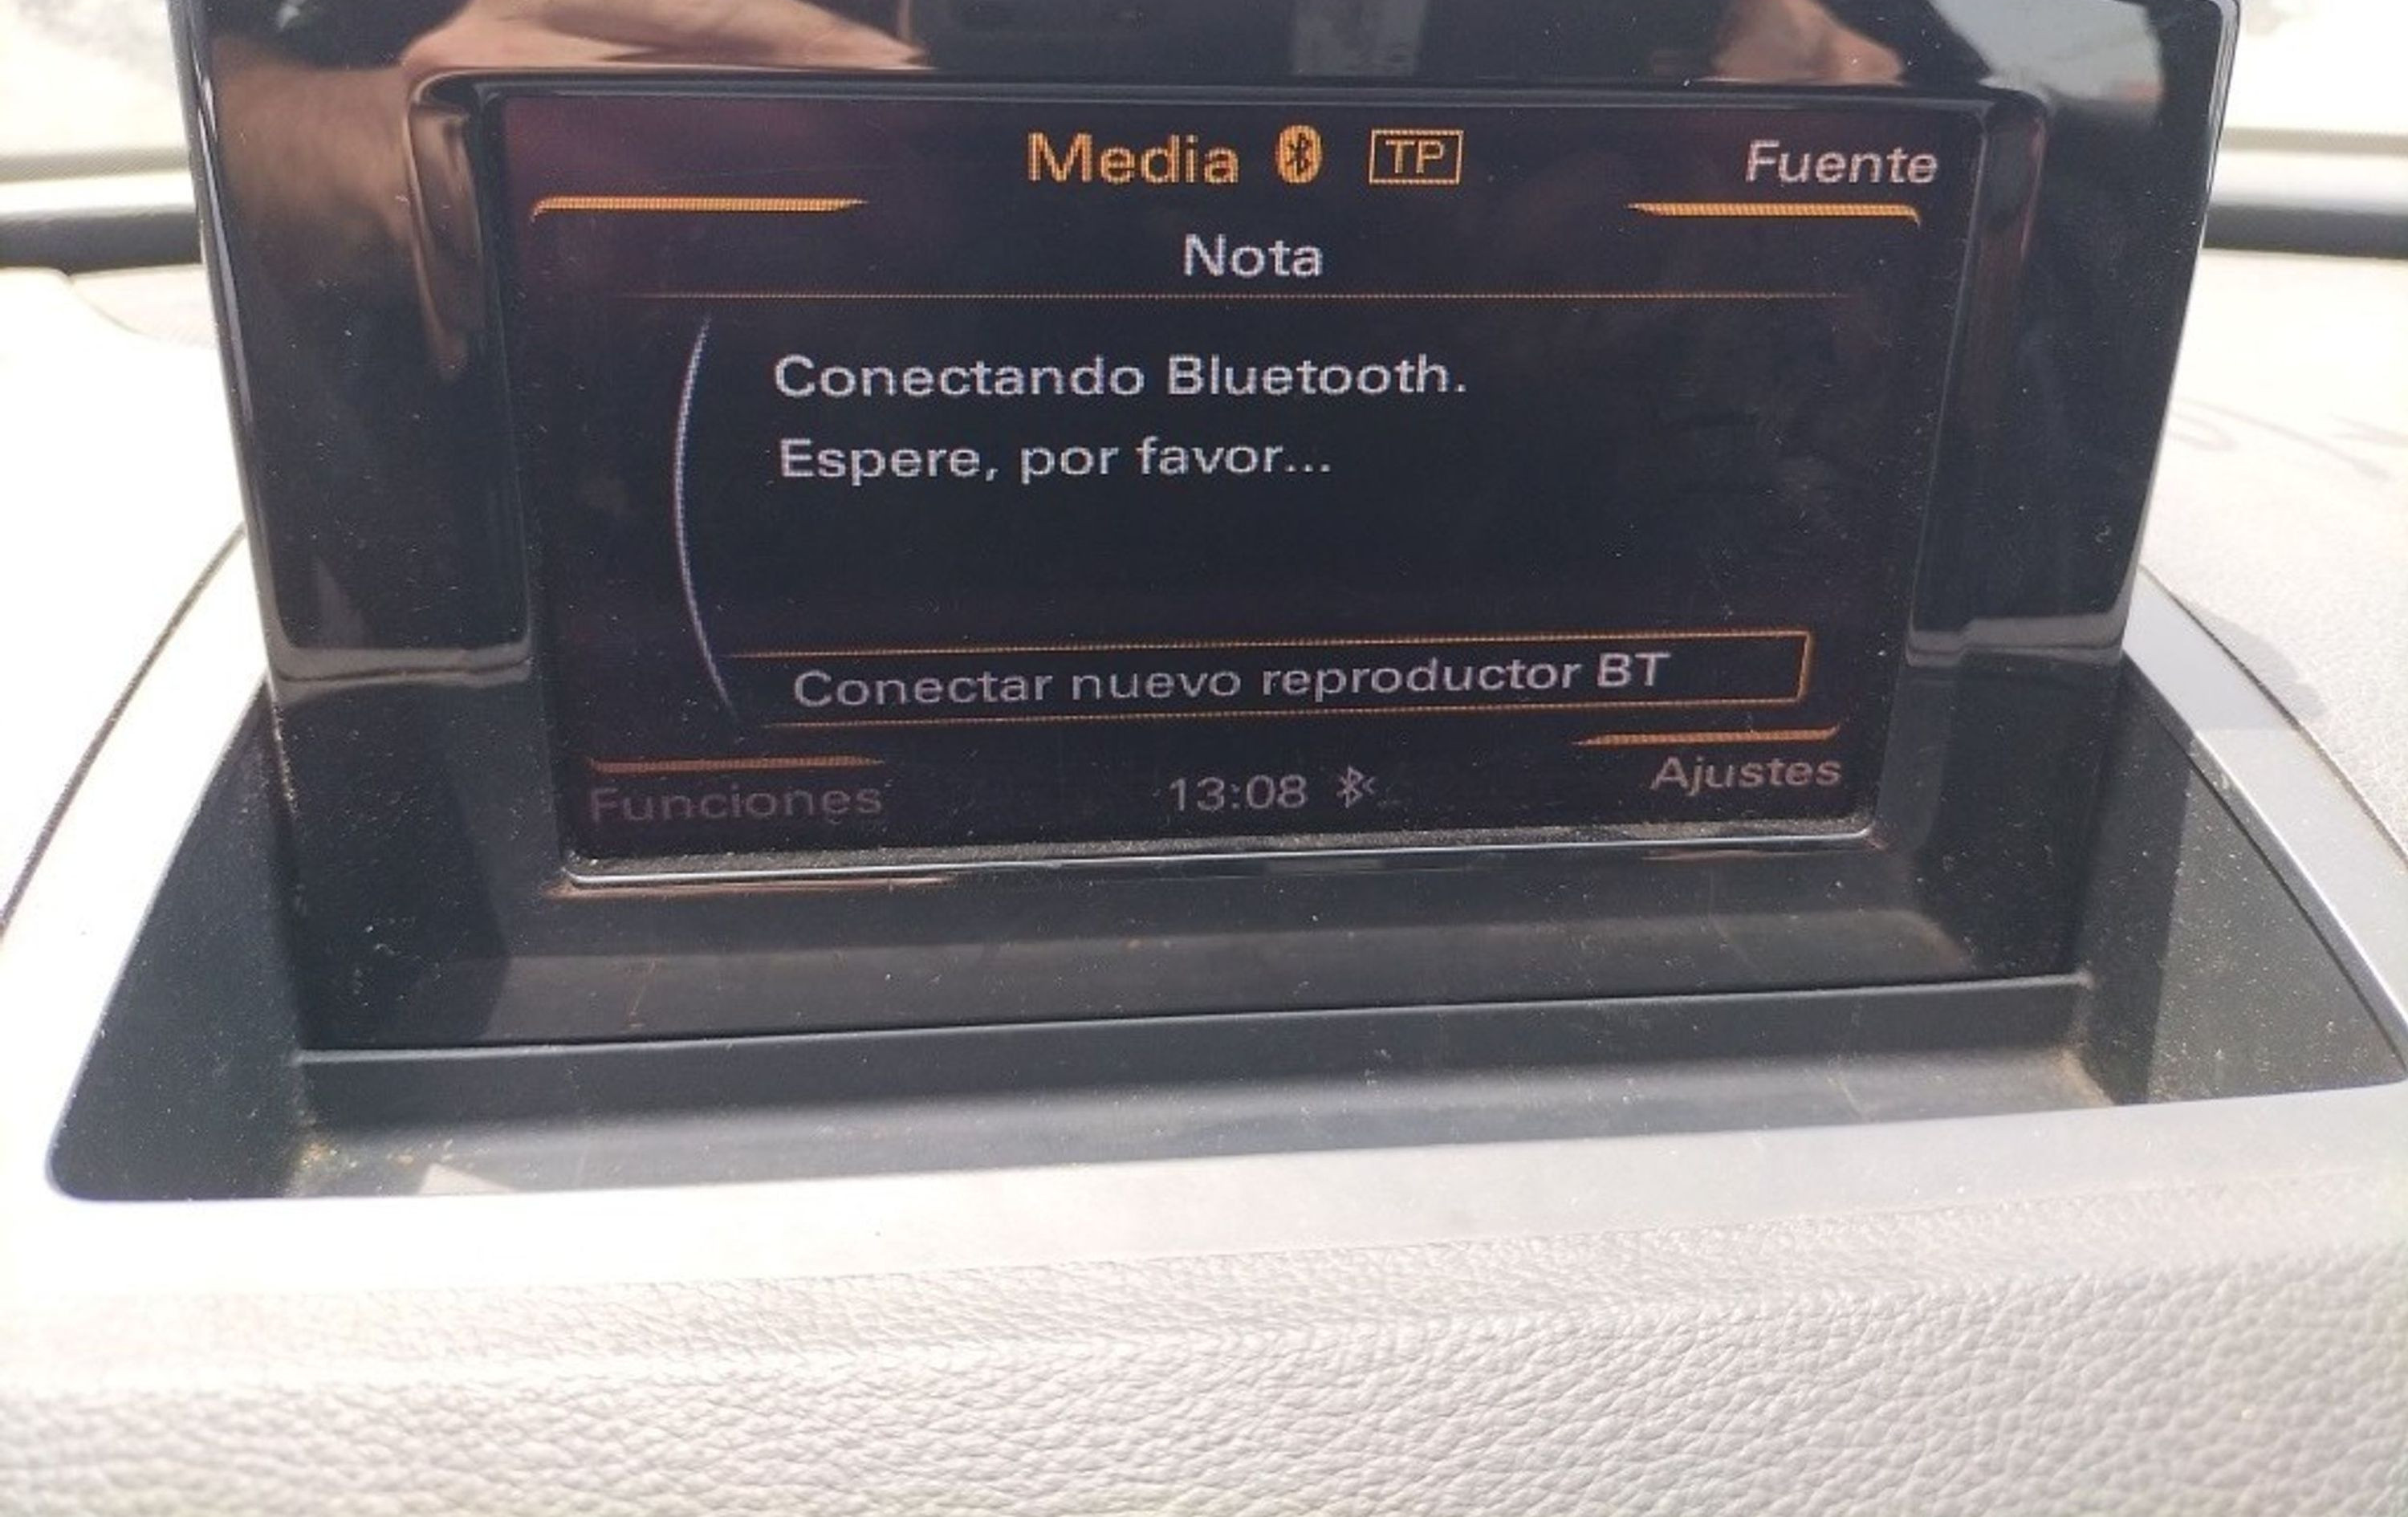 Media TP
Fuente
Nota
Conectando Bluetooth.
Espere, por favor...
Conectar nuevo reproductor BT
Funciones
13:08
Ajustes